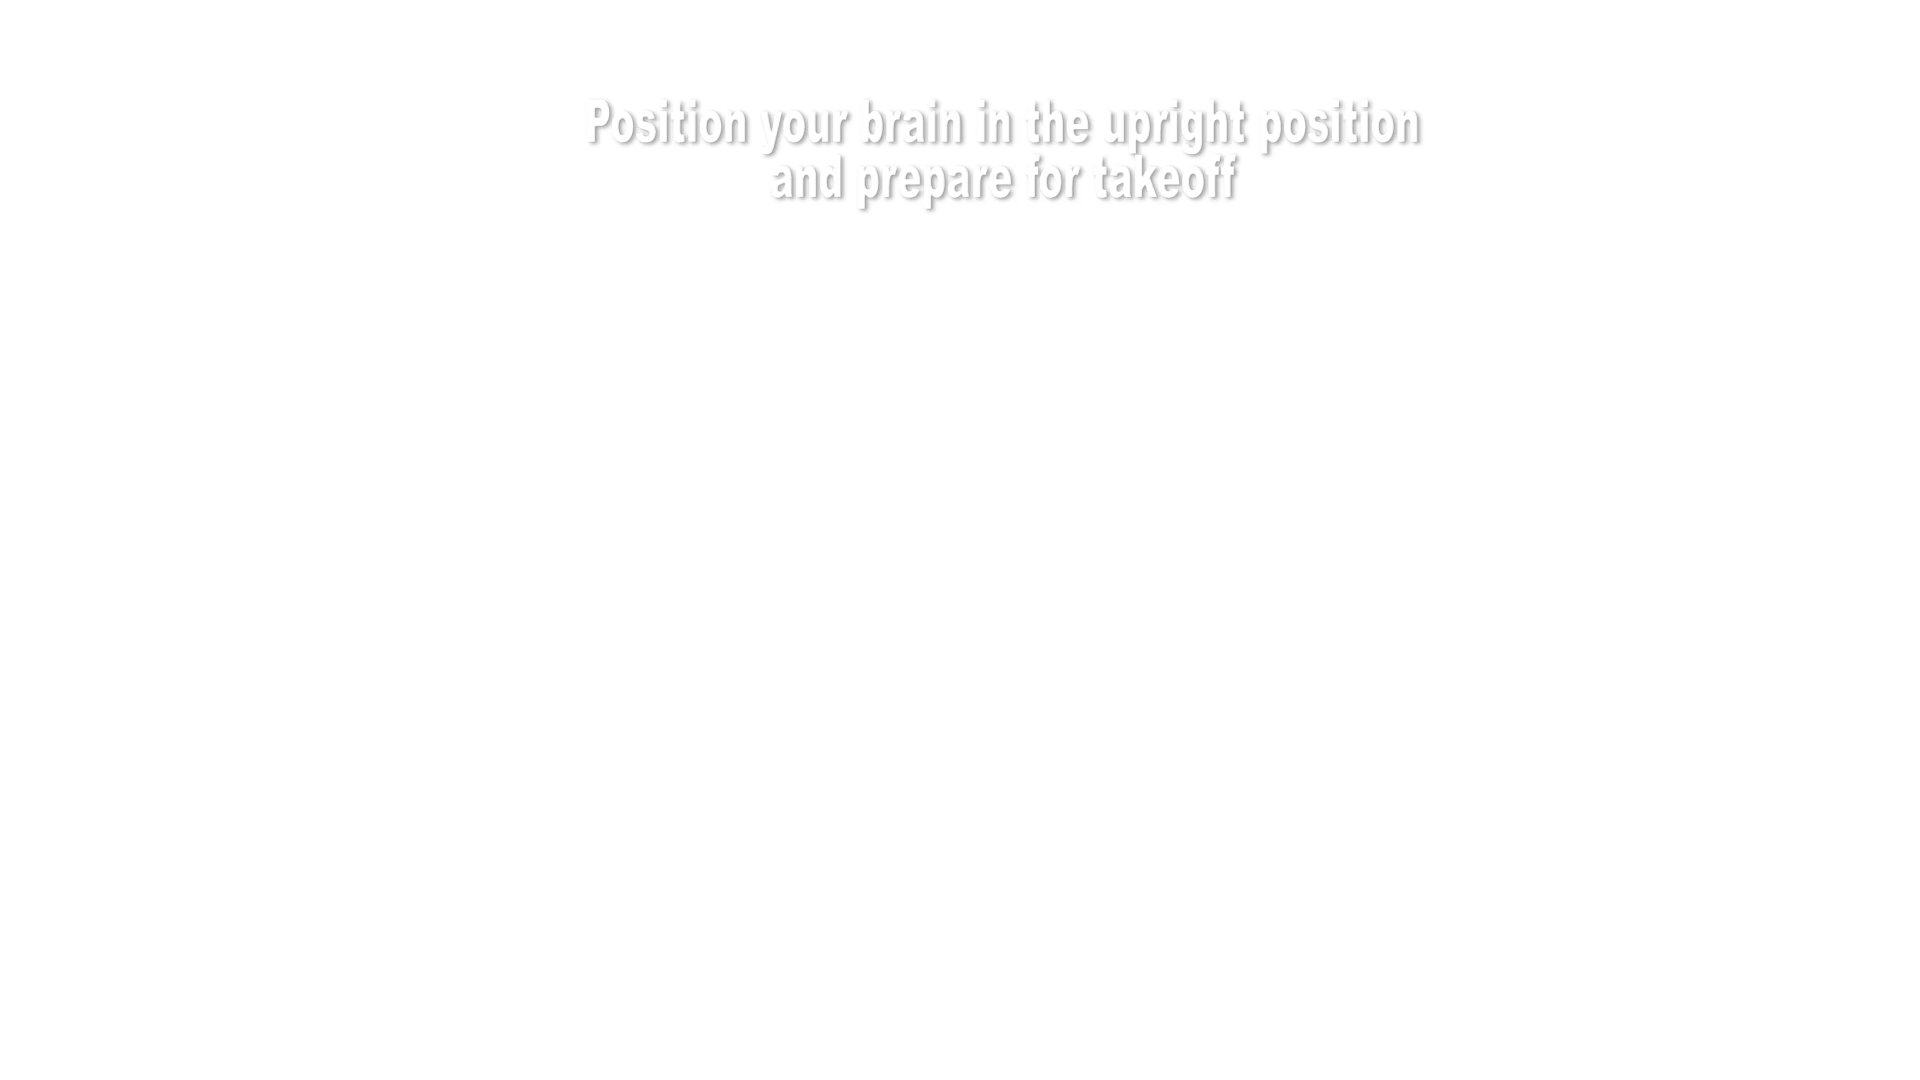 Position your brain in the upright position
and prepare for takeoff